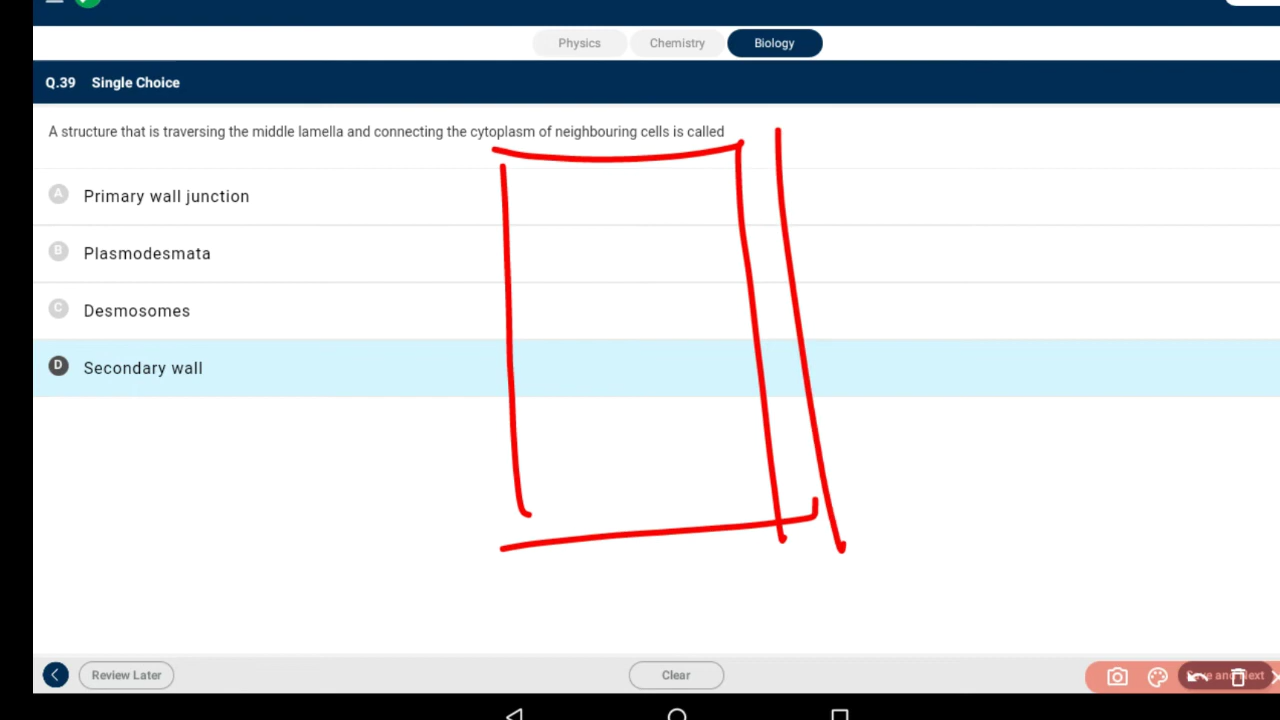 Physics
Chemistry
Biology
Q.39 Single Choice
A structure that is traversing the middle lamella and connecting the cytoplasm of neighbouring cells is called
A Primary wall junction
B Plasmodesmata
C Desmosomes
D Secondary wall
Review Later
Clear
and